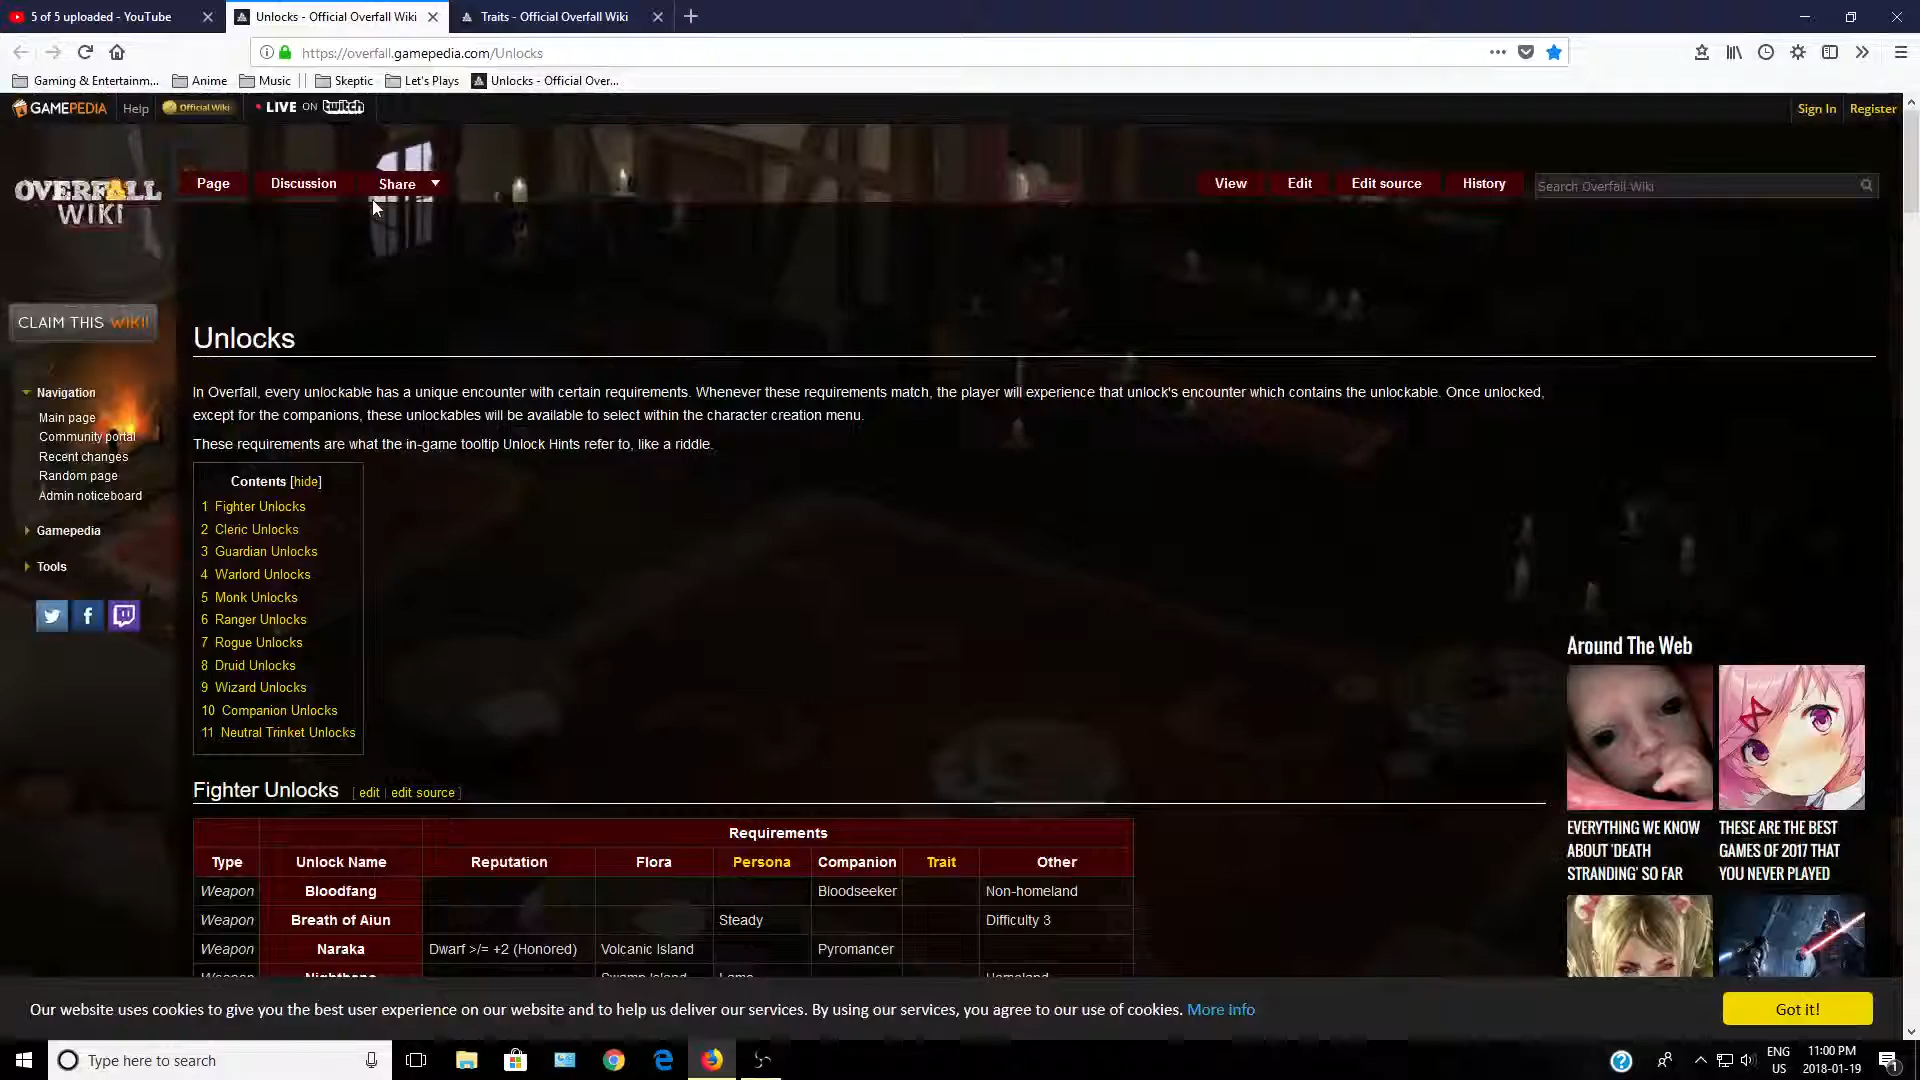 5 of 5 uploaded - YouTube
Unlocks - Official Overfall Wiki
Traits - Official Overfall Wiki
https://overfall.gamepedia.com/Unlocks
Gaming & Entertainm...
Anime
Music
Skeptic
Let's Plays
Unlocks - Official Over...
GAMEPEDIA
Help
Official Wiki
LIVE ON twitch
Sign In
Register
OVERFALL
WIKI
Page
Discussion
Share
View
Edit
Edit source
History
Search Overfall Wiki
CLAIM THIS WIKI!
Navigation
Main page
Community portal
Recent changes
Random page
Admin noticeboard
Gamepedia
Tools
Unlocks
In Overfall, every unlockable has a unique encounter with certain requirements. Whenever these requirements match, the player will experience that unlock's encounter which contains the unlockable. Once unlocked,
except for the companions, these unlockables will be available to select within the character creation menu.
These requirements are what the in-game tooltip Unlock Hints refer to, like a riddle.
Contents [hide]
1 Fighter Unlocks
2 Cleric Unlocks
3 Guardian Unlocks
4 Warlord Unlocks
5 Monk Unlocks
6 Ranger Unlocks
7 Rogue Unlocks
8 Druid Unlocks
9 Wizard Unlocks
10 Companion Unlocks
11 Neutral Trinket Unlocks
Fighter Unlocks [ edit | edit source ]
Requirements
Type Unlock Name Reputation Flora Persona Companion Trait Other
Weapon Bloodfang Bloodseeker Non-homeland
Weapon Breath of Aiun Steady Difficulty 3
Weapon Naraka Dwarf >/= +2 (Honored) Volcanic Island Pyromancer
Around The Web
EVERYTHING WE KNOW
ABOUT 'DEATH
STRANDING' SO FAR
THESE ARE THE BEST
GAMES OF 2017 THAT
YOU NEVER PLAYED
Our website uses cookies to give you the best user experience on our website and to help us deliver our services. By using our services, you agree to our use of cookies. More info
Got it!
Type here to search
ENG
US
11:00 PM
2018-01-19
1